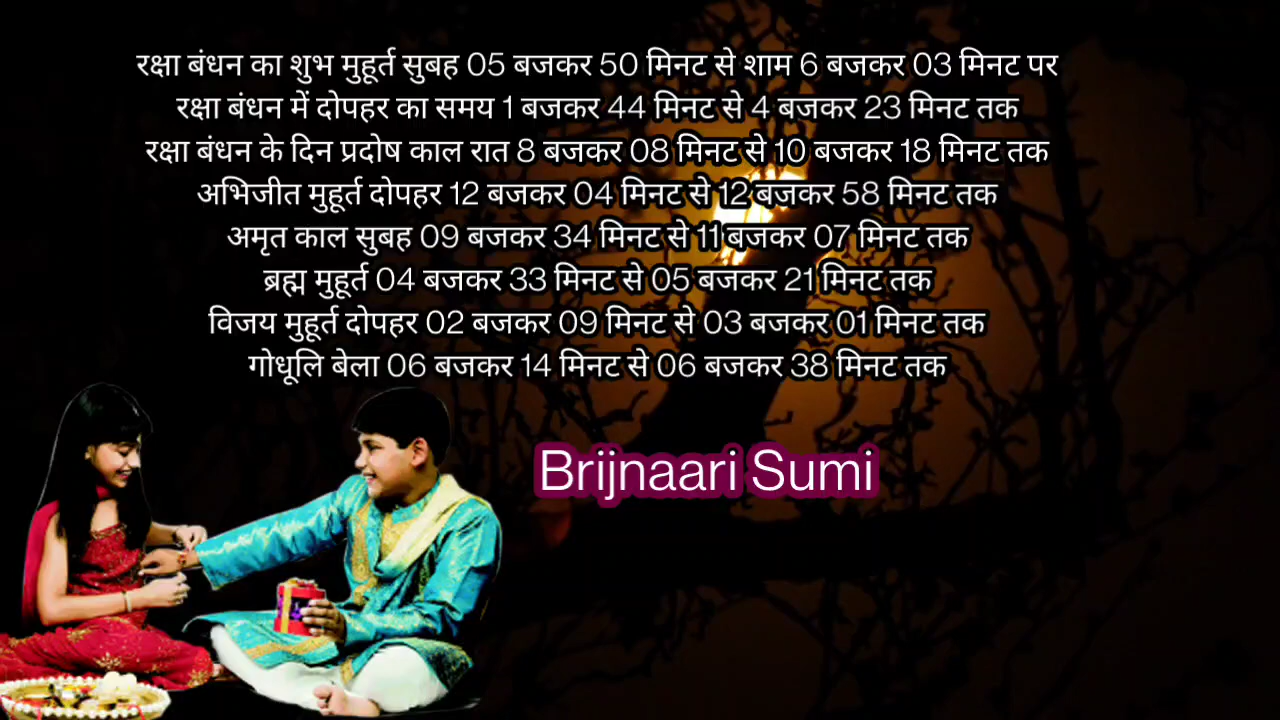 रक्षा बंधन का शुभ मुहूर्त सुबह 05 बजकर 50 मिनट से शाम 6 बजकर 03 मिनट पर
रक्षा बंधन में दोपहर का समय 1 बजकर 44 मिनट से 4 बजकर 23 मिनट तक
रक्षा बंधन के दिन प्रदोष काल रात 8 बजकर 08 मिनट से 10 बजकर 18 मिनट तक
अभिजीत मुहूर्त दोपहर 12 बजकर 04 मिनट से 12 बजकर 58 मिनट तक
अमृत काल सुबह 09 बजकर 34 मिनट से 11 बजकर 07 मिनट तक
ब्रह्म मुहूर्त 04 बजकर 33 मिनट से 05 बजकर 21 मिनट तक
विजय मुहूर्त दोपहर 02 बजकर 09 मिनट से 03 बजकर 01 मिनट तक
गोधूलि बेला 06 बजकर 14 मिनट से 06 बजकर 38 मिनट तक
Brijnaari Sumi